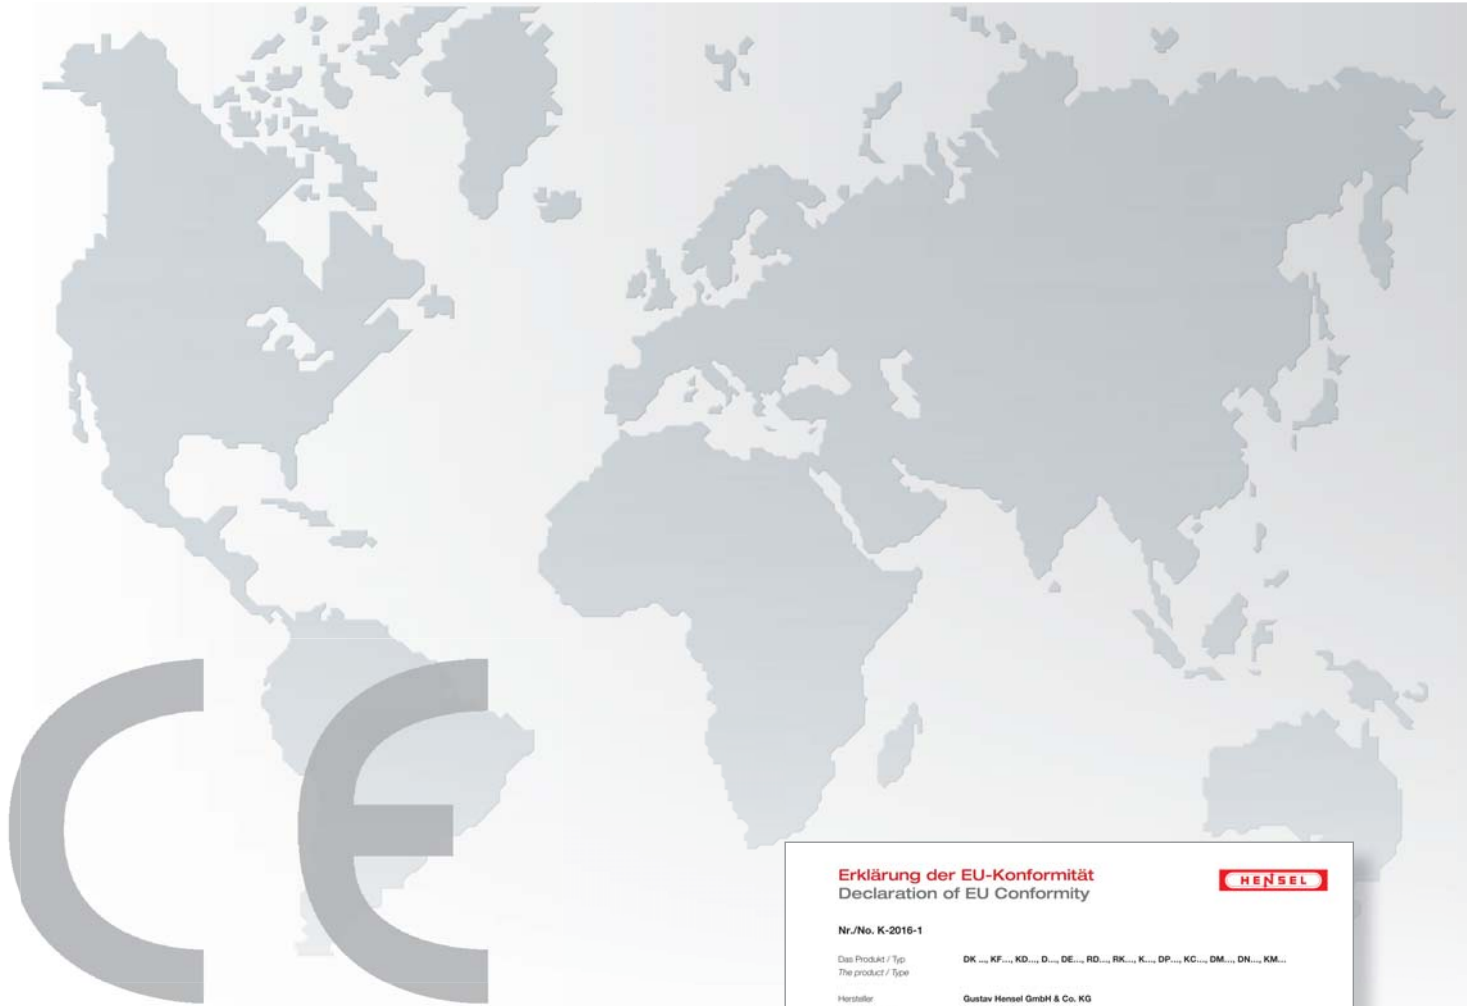 CE
Erklärung der EU-Konformität
HENSEL
Declaration of EU Conformity
Nr./No. K-2016-1
Das Produkt / Typ DK ..., KF..., KD..., D..., DE..., RD..., RK..., K..., DP..., KC..., DM..., DN..., KM...
The product / Type
Hersteller Gustav Hensel GmbH & Co. KG